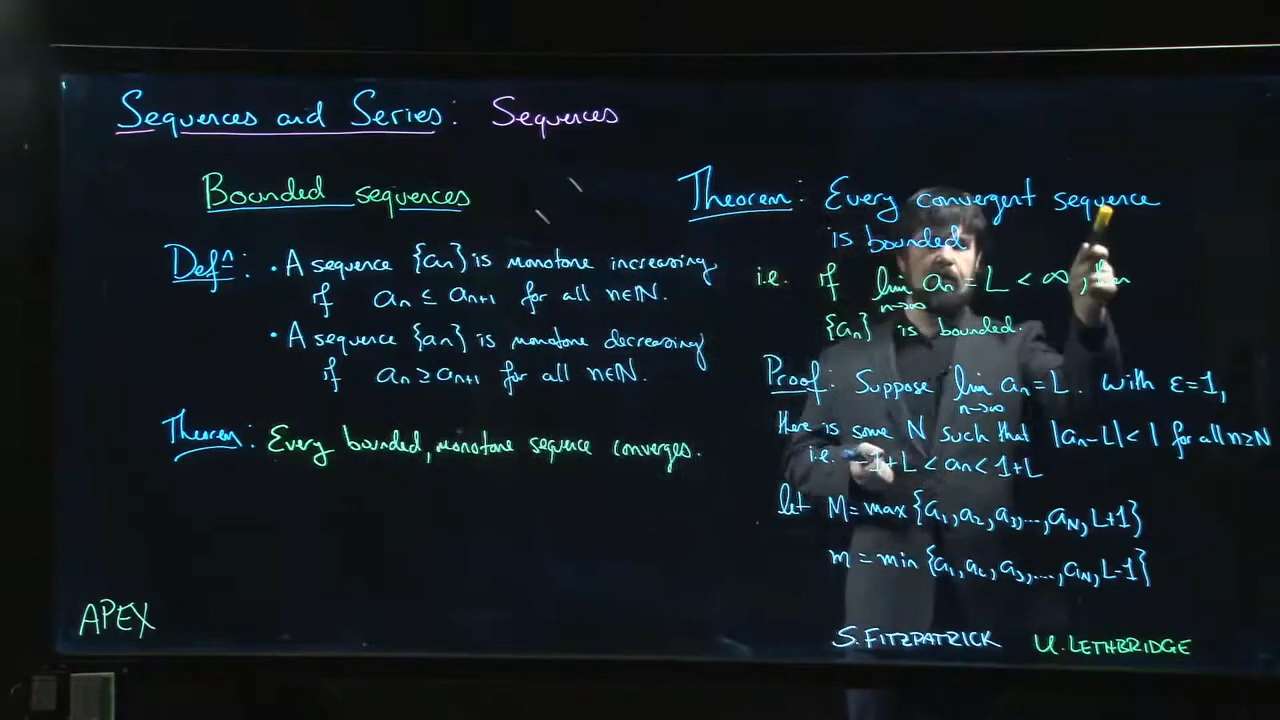 Sequences and Series: Sequences
Bounded sequences
Def^n: • A sequence {an} is monotone increasing
if an ≤ an+1 for all n∈N.
• A sequence {an} is monotone decreasing
if an ≥ an+1 for all n∈N.
Theorem: Every bounded, monotone sequence converges.
APEX
Theorem: Every convergent sequence
is bounded
i.e. if lim n→∞ an = L < ∞, then
{an} is bounded.
Proof: Suppose lim n→∞ an = L. With ε=1,
there is some N such that |an-L|<1 for all n≥N
i.e. -1+L < an < 1+L
let M = max {a1, a2, a3, ..., aN, L+1}
m = min {a1, a2, a3, ..., aN, L-1}
S. FITZPATRICK U. LETHBRIDGE